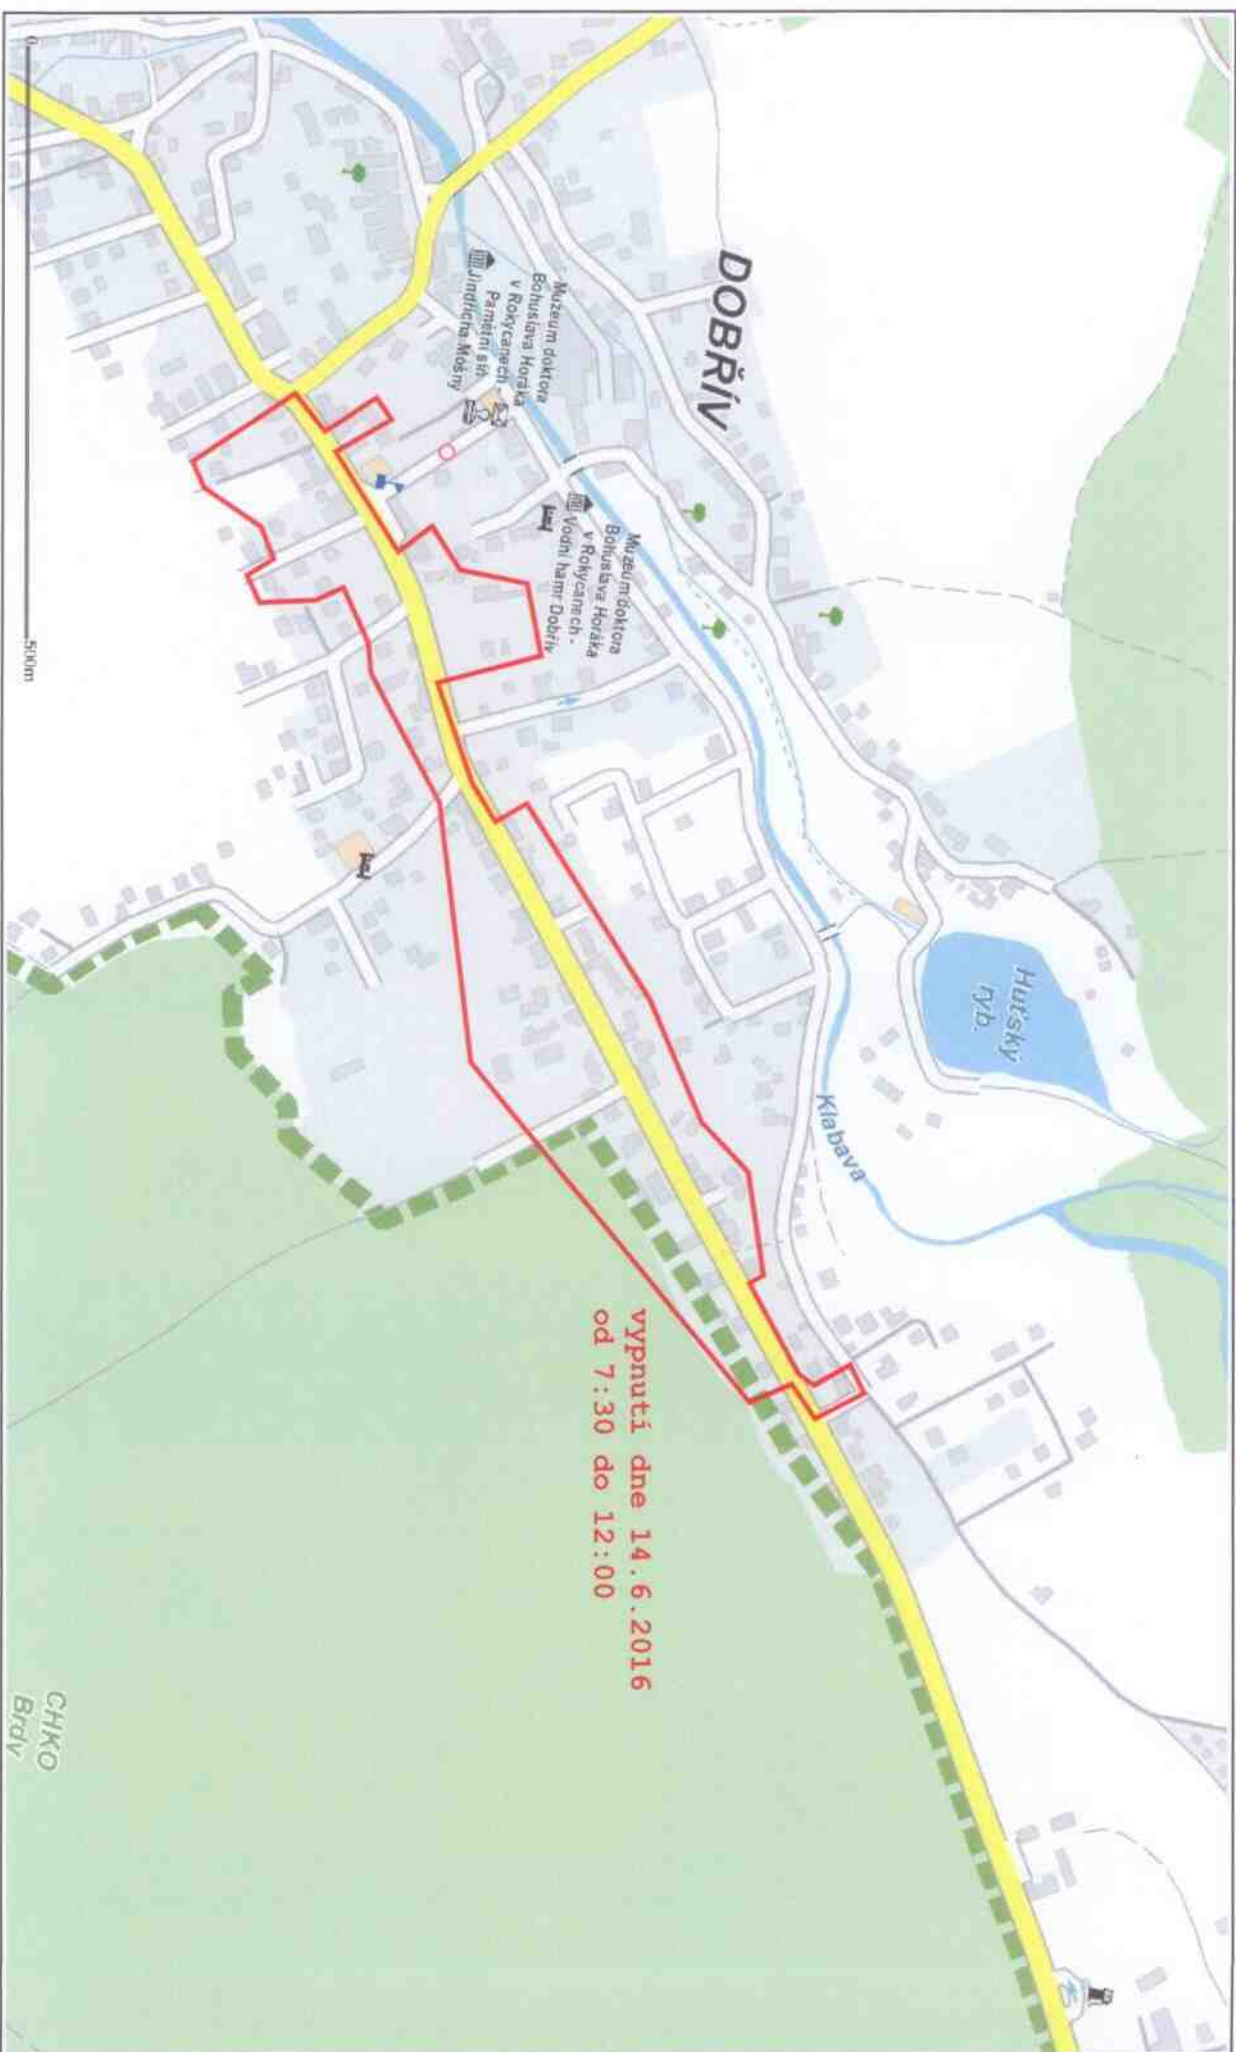 DOBŘÍV
Muzeum doktora
Bohuslava Horáka
v Rokycanech -
Pamětní síň
Jindřicha Mošny
Muzeum doktora
Bohuslava Horáka
v Rokycanech -
Vodní hamr Dobřív
Huťský
ryb.
Klabava
vypnutí dne 14.6.2016
od 7:30 do 12:00
CHKO
Brdy
0
500m